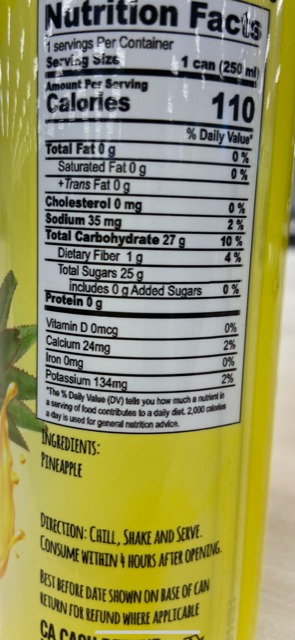 Nutrition Facts
1 servings Per Container
Serving Size 1 can (250 ml)
Amount Per Serving
Calories 110
% Daily Value*
Total Fat 0 g 0%
Saturated Fat 0 g 0%
+Trans Fat 0 g
Cholesterol 0 mg 0%
Sodium 35 mg 2%
Total Carbohydrate 27 g 10%
Dietary Fiber 1 g 4%
Total Sugars 25 g
includes 0 g Added Sugars 0%
Protein 0 g
Vitamin D 0mcg 0%
Calcium 24mg 2%
Iron 0mg 0%
Potassium 134mg 2%
*The % Daily Value (DV) tells you how much a nutrient in
a serving of food contributes to a daily diet. 2,000 calories
a day is used for general nutrition advice.
INGREDIENTS:
PINEAPPLE
DIRECTION: CHILL, SHAKE AND SERVE.
CONSUME WITHIN 4 HOURS AFTER OPENING.
BEST BEFORE DATE SHOWN ON BASE OF CAN
RETURN FOR REFUND WHERE APPLICABLE
CA CASH